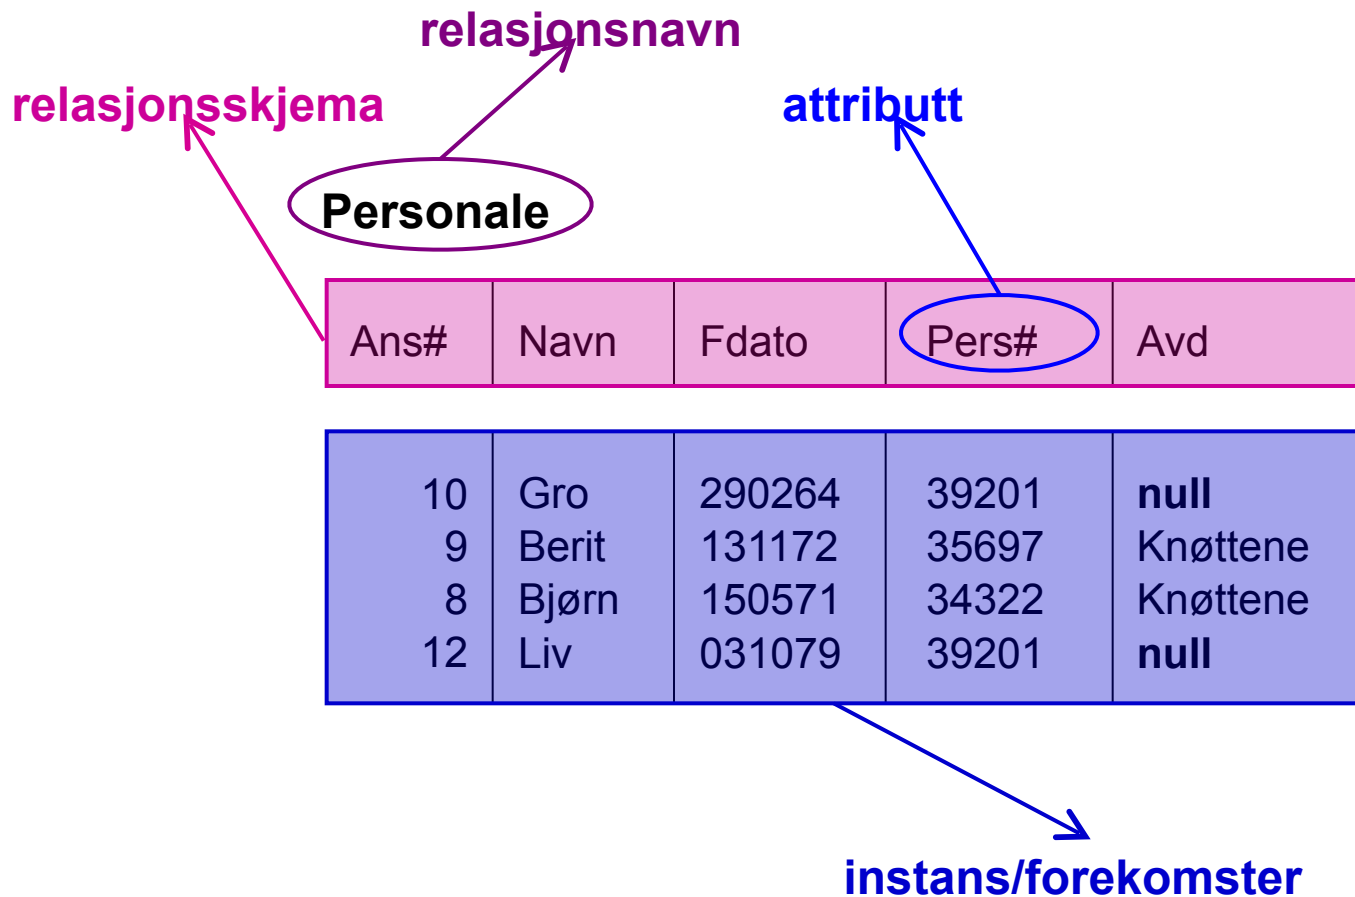 relasjonsnavn
relasjonsskjema attributt
Personale
Ans# Navn Fdato Pers# Avd
10 Gro 290264 39201 null
9 Berit 131172 35697 Knøttene
8 Bjørn 150571 34322 Knøttene
12 Liv 031079 39201 null
instans/forekomster